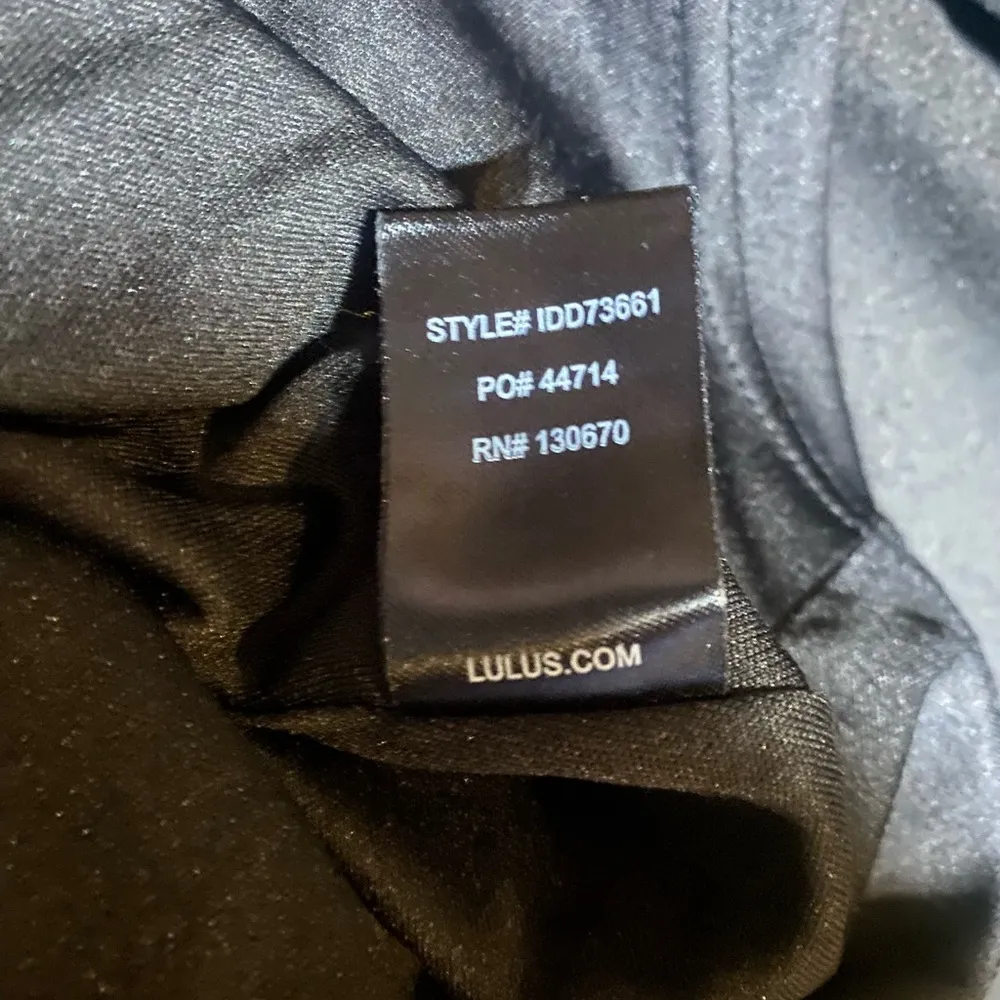 STYLE# IDD73661
PO# 44714
RN# 130670
LULUS.COM